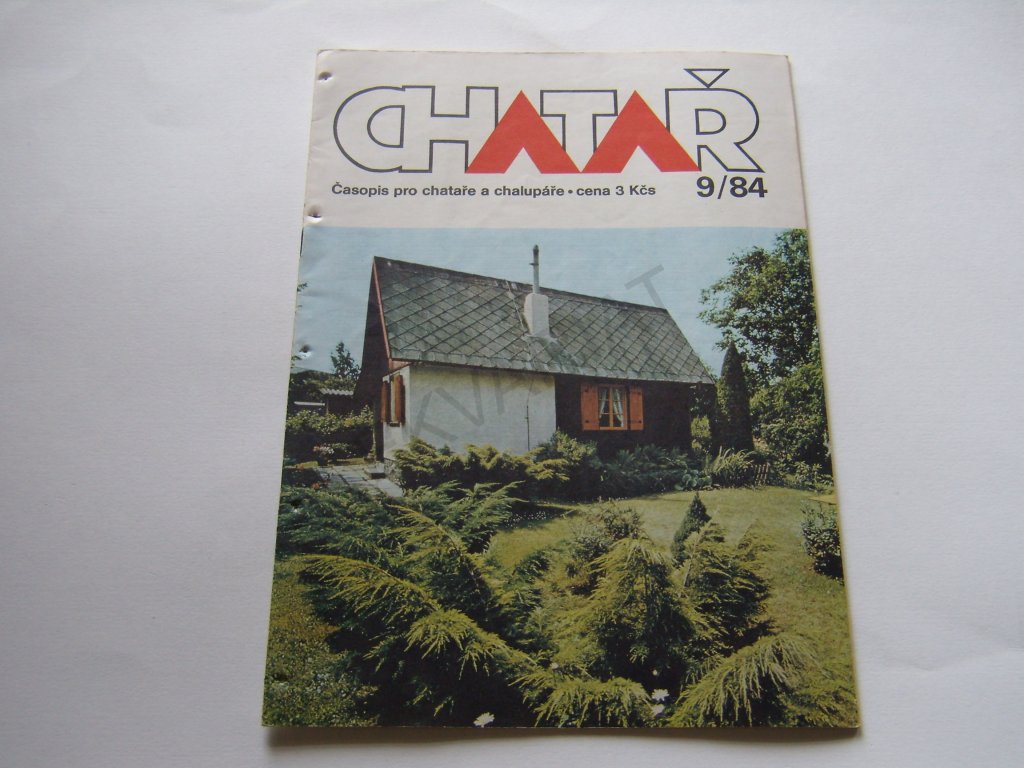 CHATAŘ
Časopis pro chataře a chalupáře • cena 3 Kčs 9/84